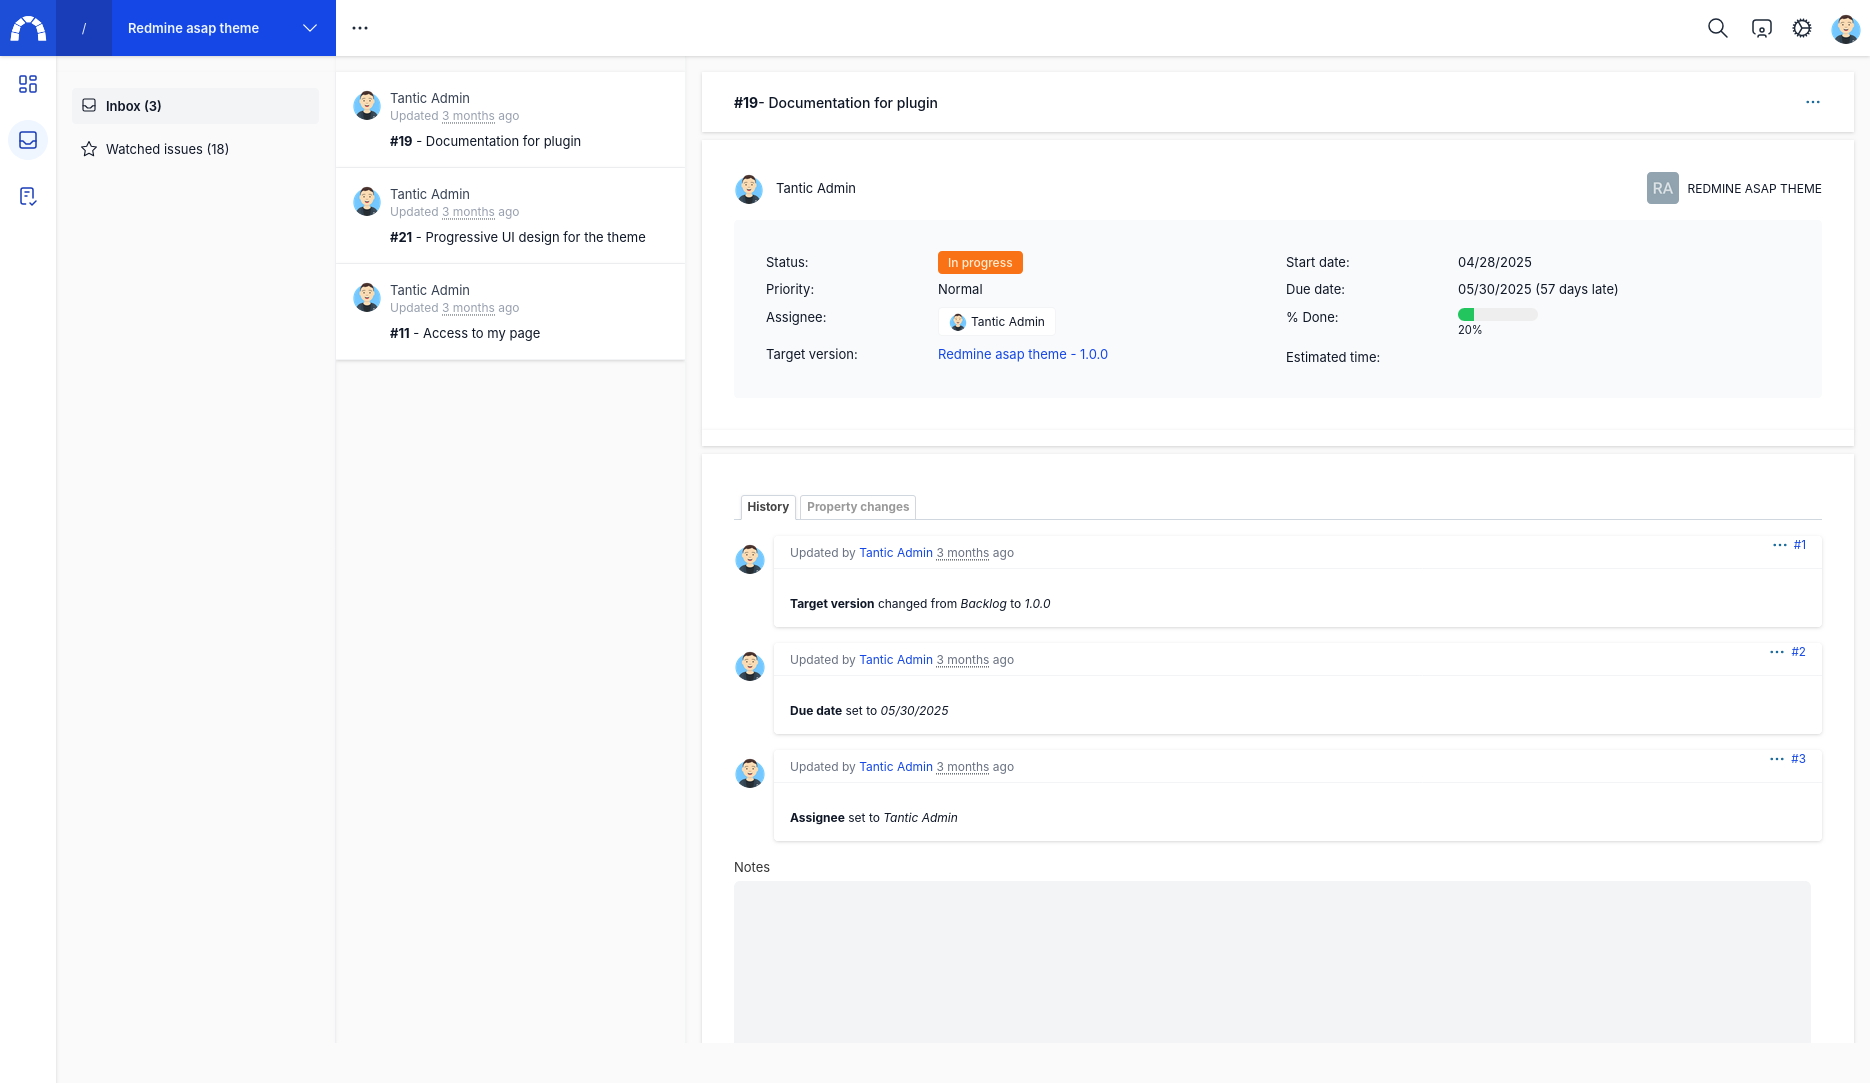 /
Redmine asap theme
Inbox (3)
Watched issues (18)
Tantic Admin
Updated 3 months ago
#19 - Documentation for plugin
Tantic Admin
Updated 3 months ago
#21 - Progressive UI design for the theme
Tantic Admin
Updated 3 months ago
#11 - Access to my page
#19- Documentation for plugin
Tantic Admin
RA REDMINE ASAP THEME
Status: In progress
Priority: Normal
Assignee: Tantic Admin
Target version: Redmine asap theme - 1.0.0
Start date: 04/28/2025
Due date: 05/30/2025 (57 days late)
% Done:
20%
Estimated time:
History Property changes
Updated by Tantic Admin 3 months ago #1
Target version changed from Backlog to 1.0.0
Updated by Tantic Admin 3 months ago #2
Due date set to 05/30/2025
Updated by Tantic Admin 3 months ago #3
Assignee set to Tantic Admin
Notes